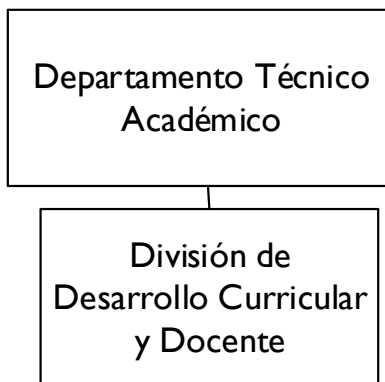 Departamento Técnico
Académico
División de
Desarrollo Curricular
y Docente